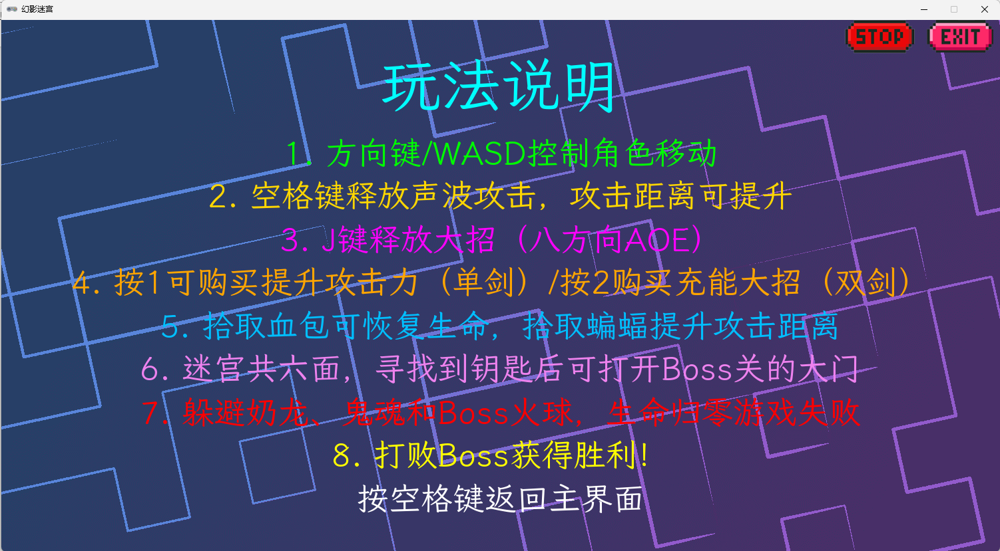 幻影迷宫
STOP EXIT
玩法说明
1. 方向键/WASD控制角色移动
2. 空格键释放声波攻击，攻击距离可提升
3. J键释放大招（八方向AOE）
4. 按1可购买提升攻击力（单剑）/按2购买充能大招（双剑）
5. 拾取血包可恢复生命，拾取蝙蝠提升攻击距离
6. 迷宫共六面，寻找到钥匙后可打开Boss关的大门
7. 躲避奶龙、鬼魂和Boss火球，生命归零游戏失败
8. 打败Boss获得胜利!
按空格键返回主界面